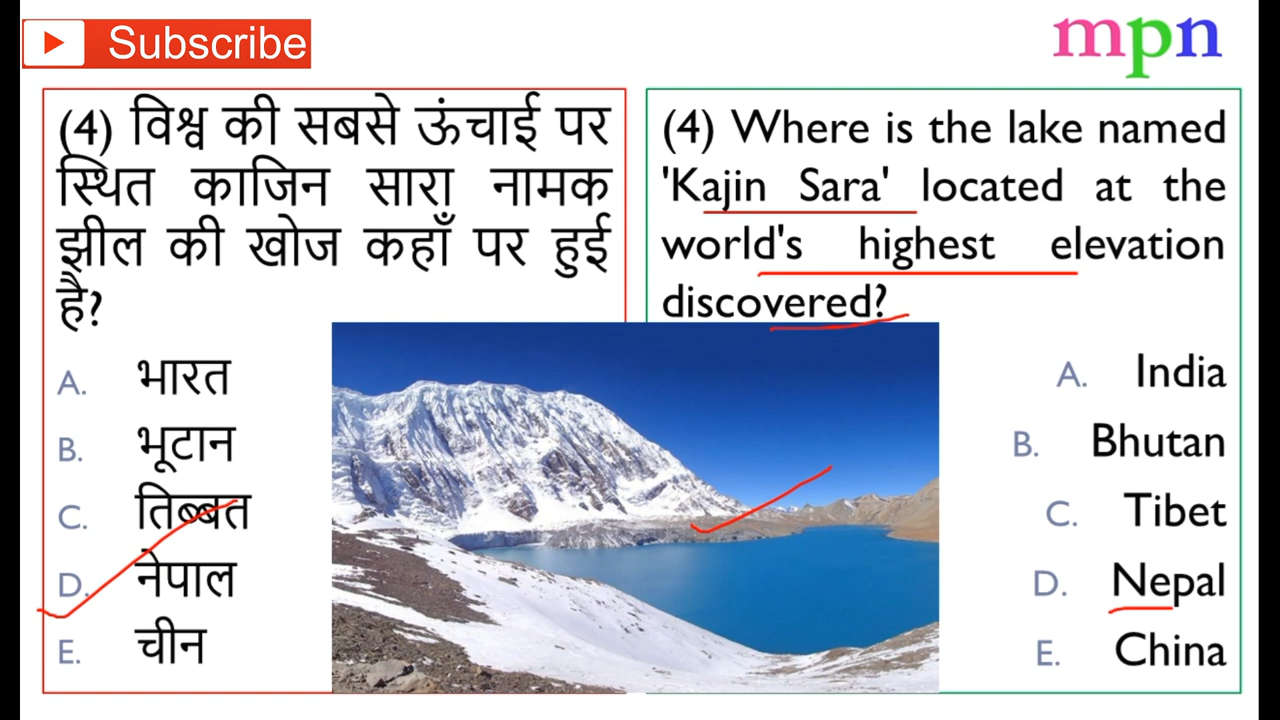 Subscribe
mpn
(4) विश्व की सबसे ऊंचाई पर
स्थित काजिन सारा नामक
झील की खोज कहाँ पर हुई
है?
A. भारत
B. भूटान
C. तिब्बत
D. नेपाल
E. चीन
(4) Where is the lake named
'Kajin Sara' located at the
world's highest elevation
discovered?
A. India
B. Bhutan
C. Tibet
D. Nepal
E. China